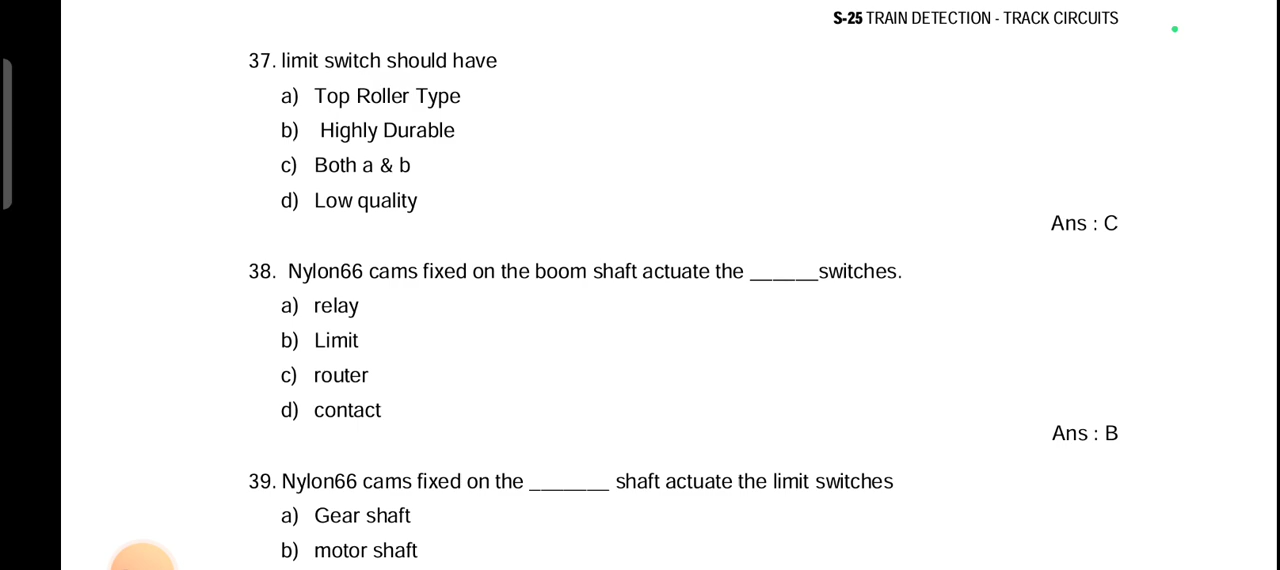 S-25 TRAIN DETECTION - TRACK CIRCUITS
37. limit switch should have
a) Top Roller Type
b) Highly Durable
c) Both a & b
d) Low quality
Ans : C
38. Nylon66 cams fixed on the boom shaft actuate the ______switches.
a) relay
b) Limit
c) router
d) contact
Ans : B
39. Nylon66 cams fixed on the _______ shaft actuate the limit switches
a) Gear shaft
b) motor shaft